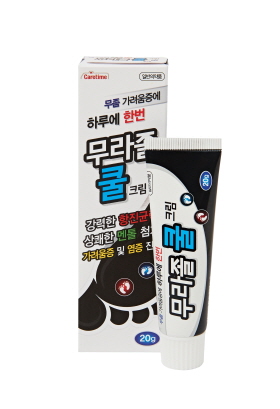 Caretime
일반의약품
무좀 가려움증에
하루에 한번
무라졸
쿨 크림
강력한 항진균
상쾌한 멘톨 첨
가려움증 및 염증 진
20g
무라졸 쿨 크림
20g